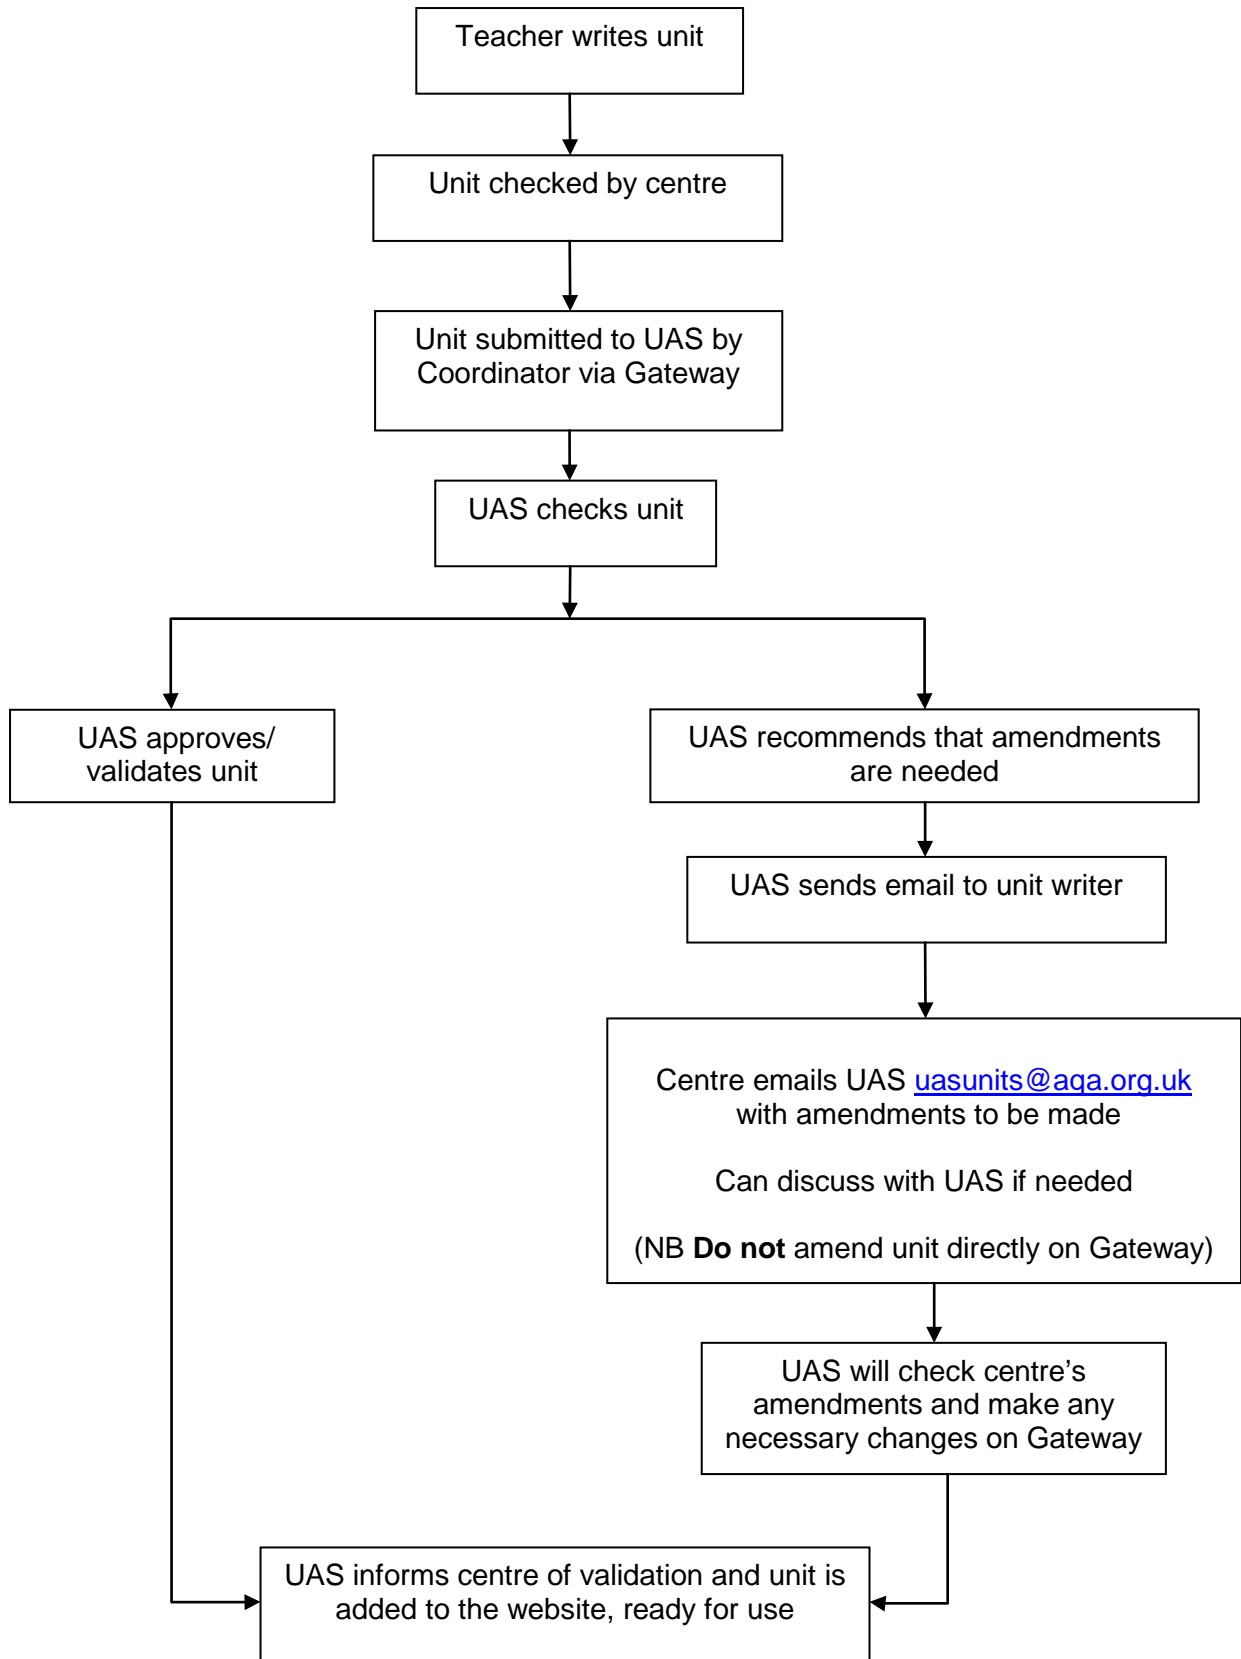 Teacher writes unit
Unit checked by centre
Unit submitted to UAS by
Coordinator via Gateway
UAS checks unit
UAS approves/
validates unit
UAS recommends that amendments
are needed
UAS sends email to unit writer
Centre emails UAS uasunits@aqa.org.uk
with amendments to be made
Can discuss with UAS if needed
(NB Do not amend unit directly on Gateway)
UAS will check centre’s
amendments and make any
necessary changes on Gateway
UAS informs centre of validation and unit is
added to the website, ready for use